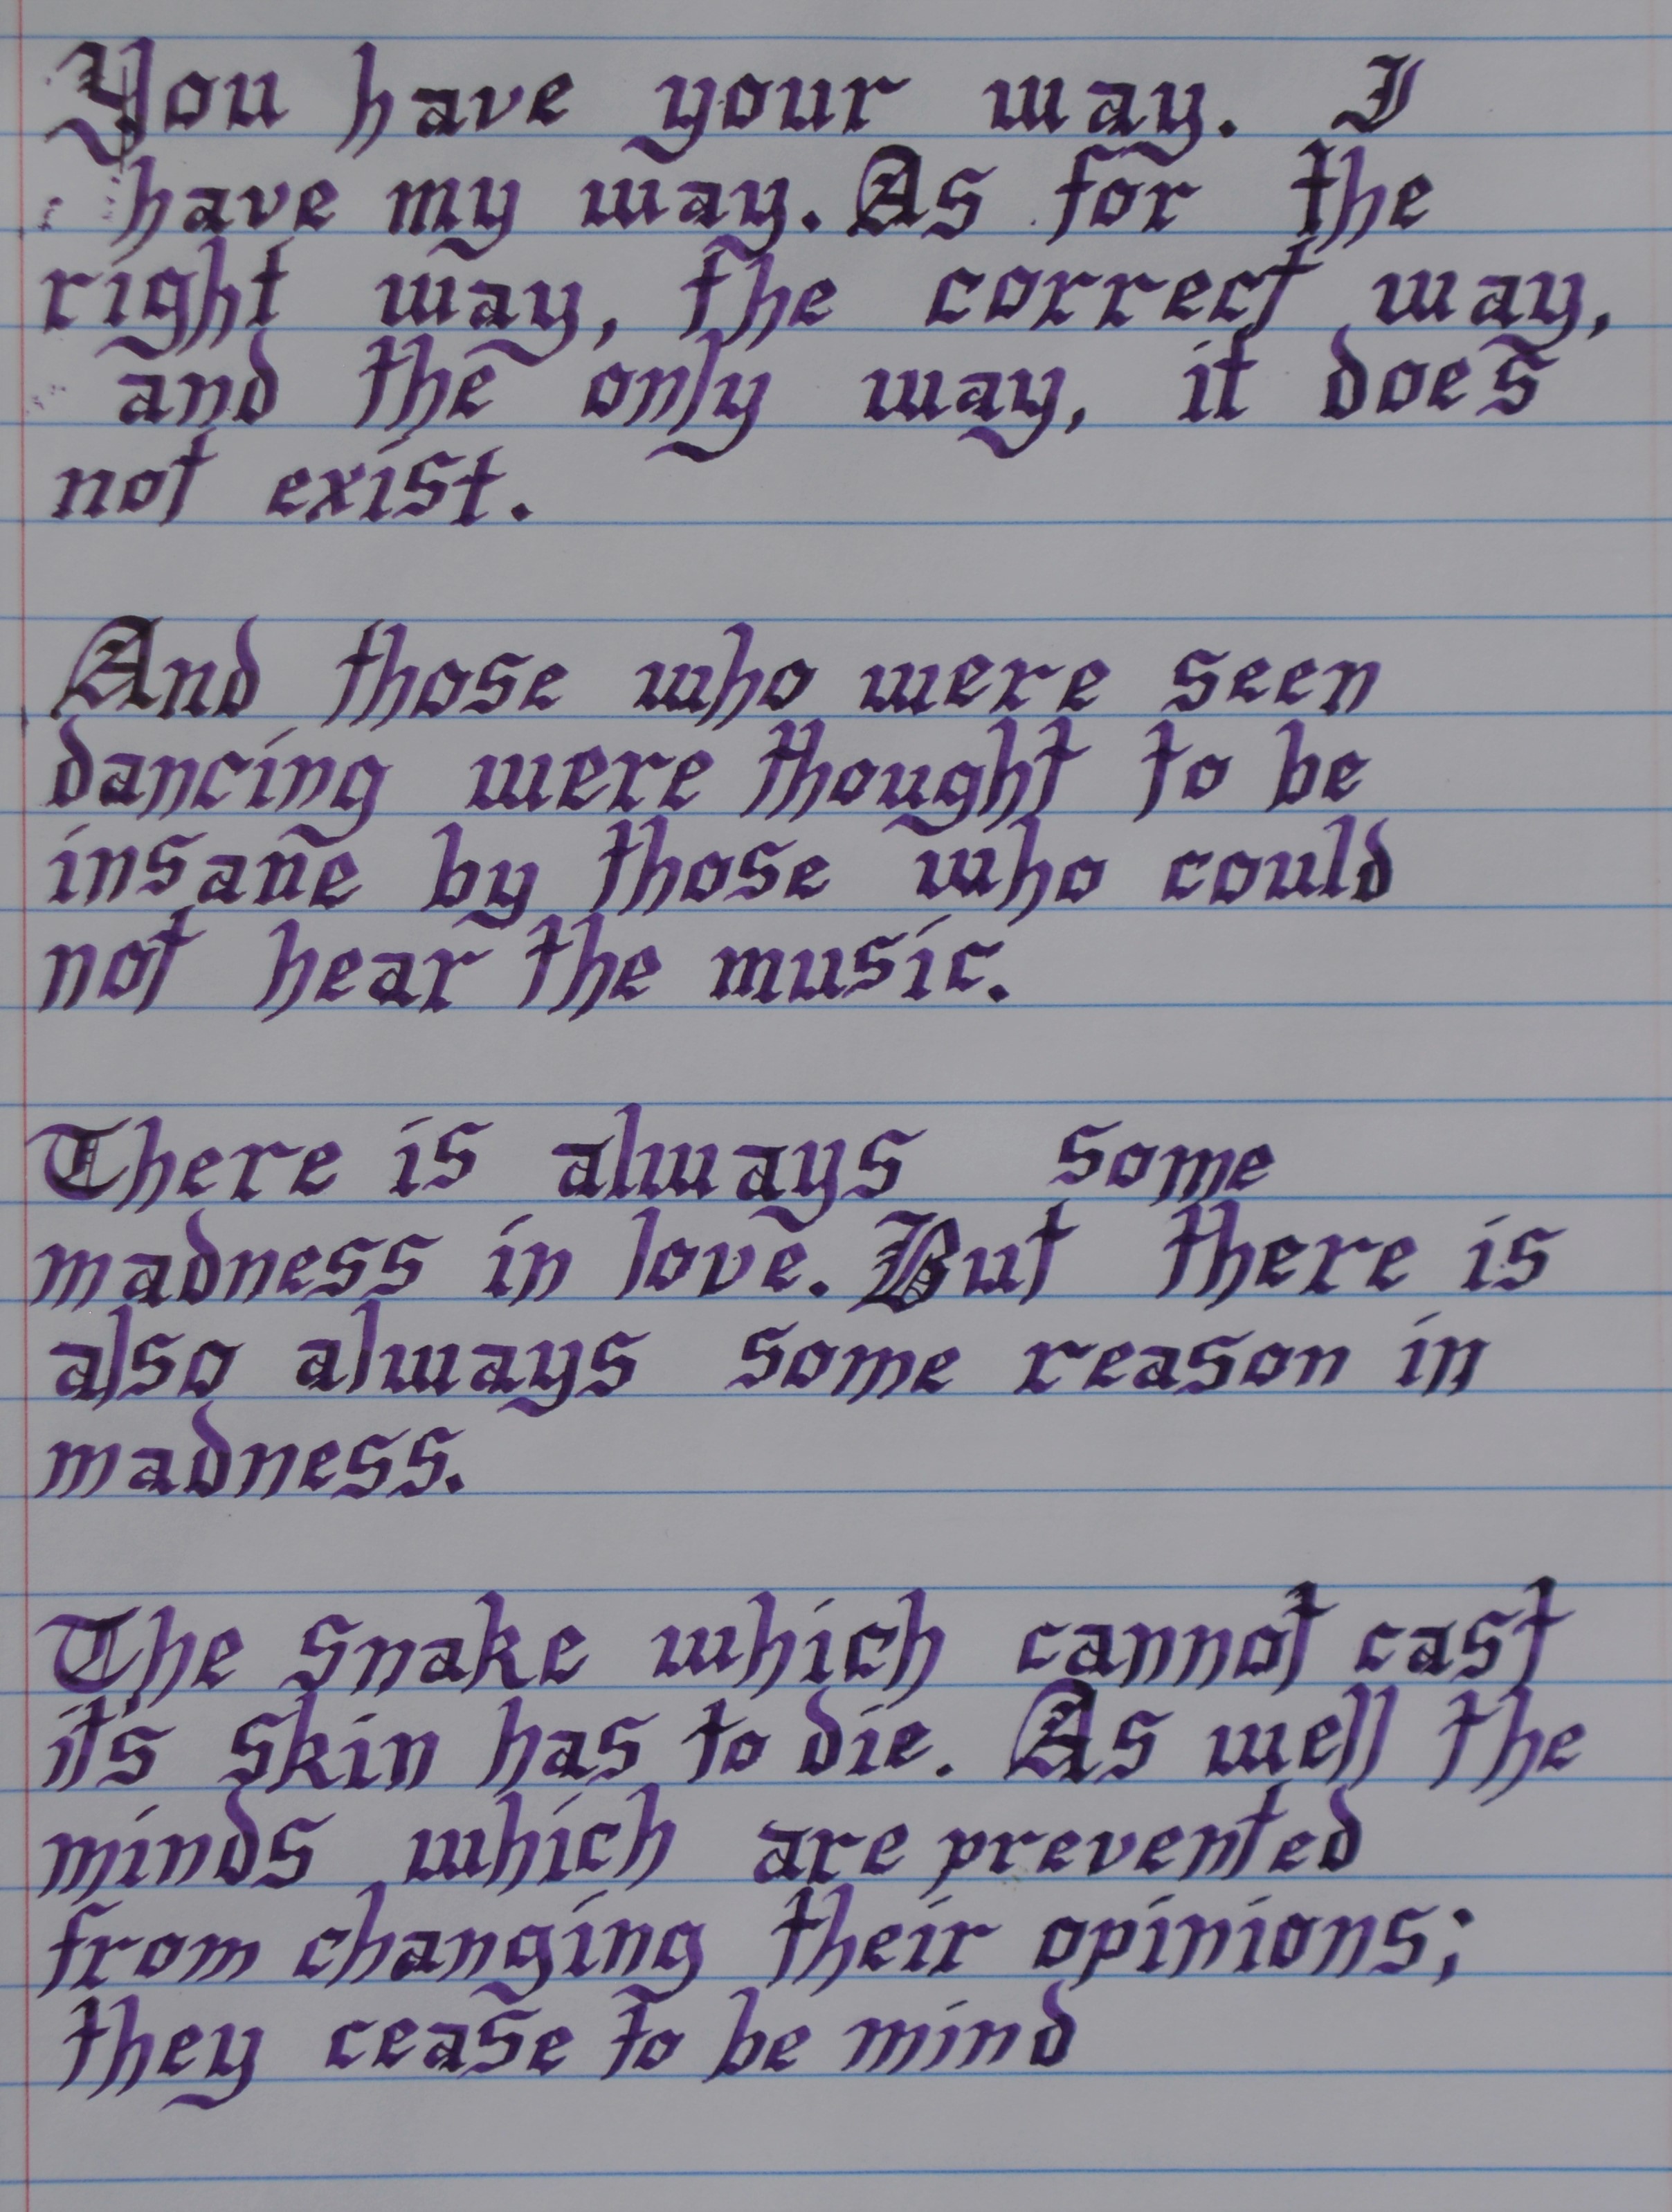 You have your way. I
have my way. As for the
right way, the correct way,
and the only way, it does
not exist.
And those who were seen
dancing were thought to be
insane by those who could
not hear the music.
There is always some
madness in love. But there is
also always some reason in
madness.
The snake which cannot cast
it's skin has to die. As well the
minds which are prevented
from changing their opinions;
they cease to be mind